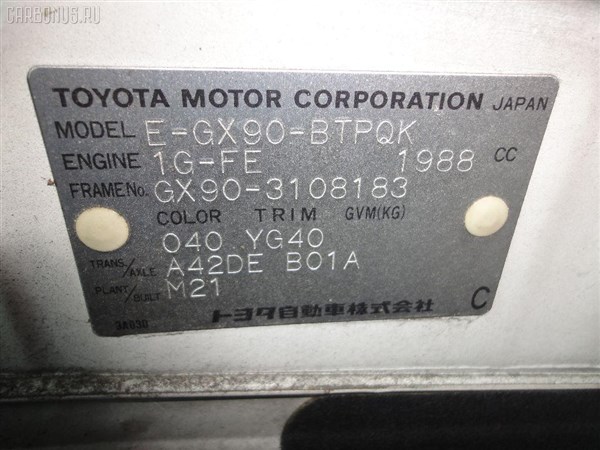 CARBONUS.RU
TOYOTA MOTOR CORPORATION JAPAN
MODEL E-GX90-BTPQK
ENGINE 1G-FE 1988 CC
FRAME No. GX90-3108183
COLOR TRIM GVM(KG)
040 YG40
TRANS/AXLE A42DE B01A
PLANT/BUILT M21
トヨタ自動車株式会社 C